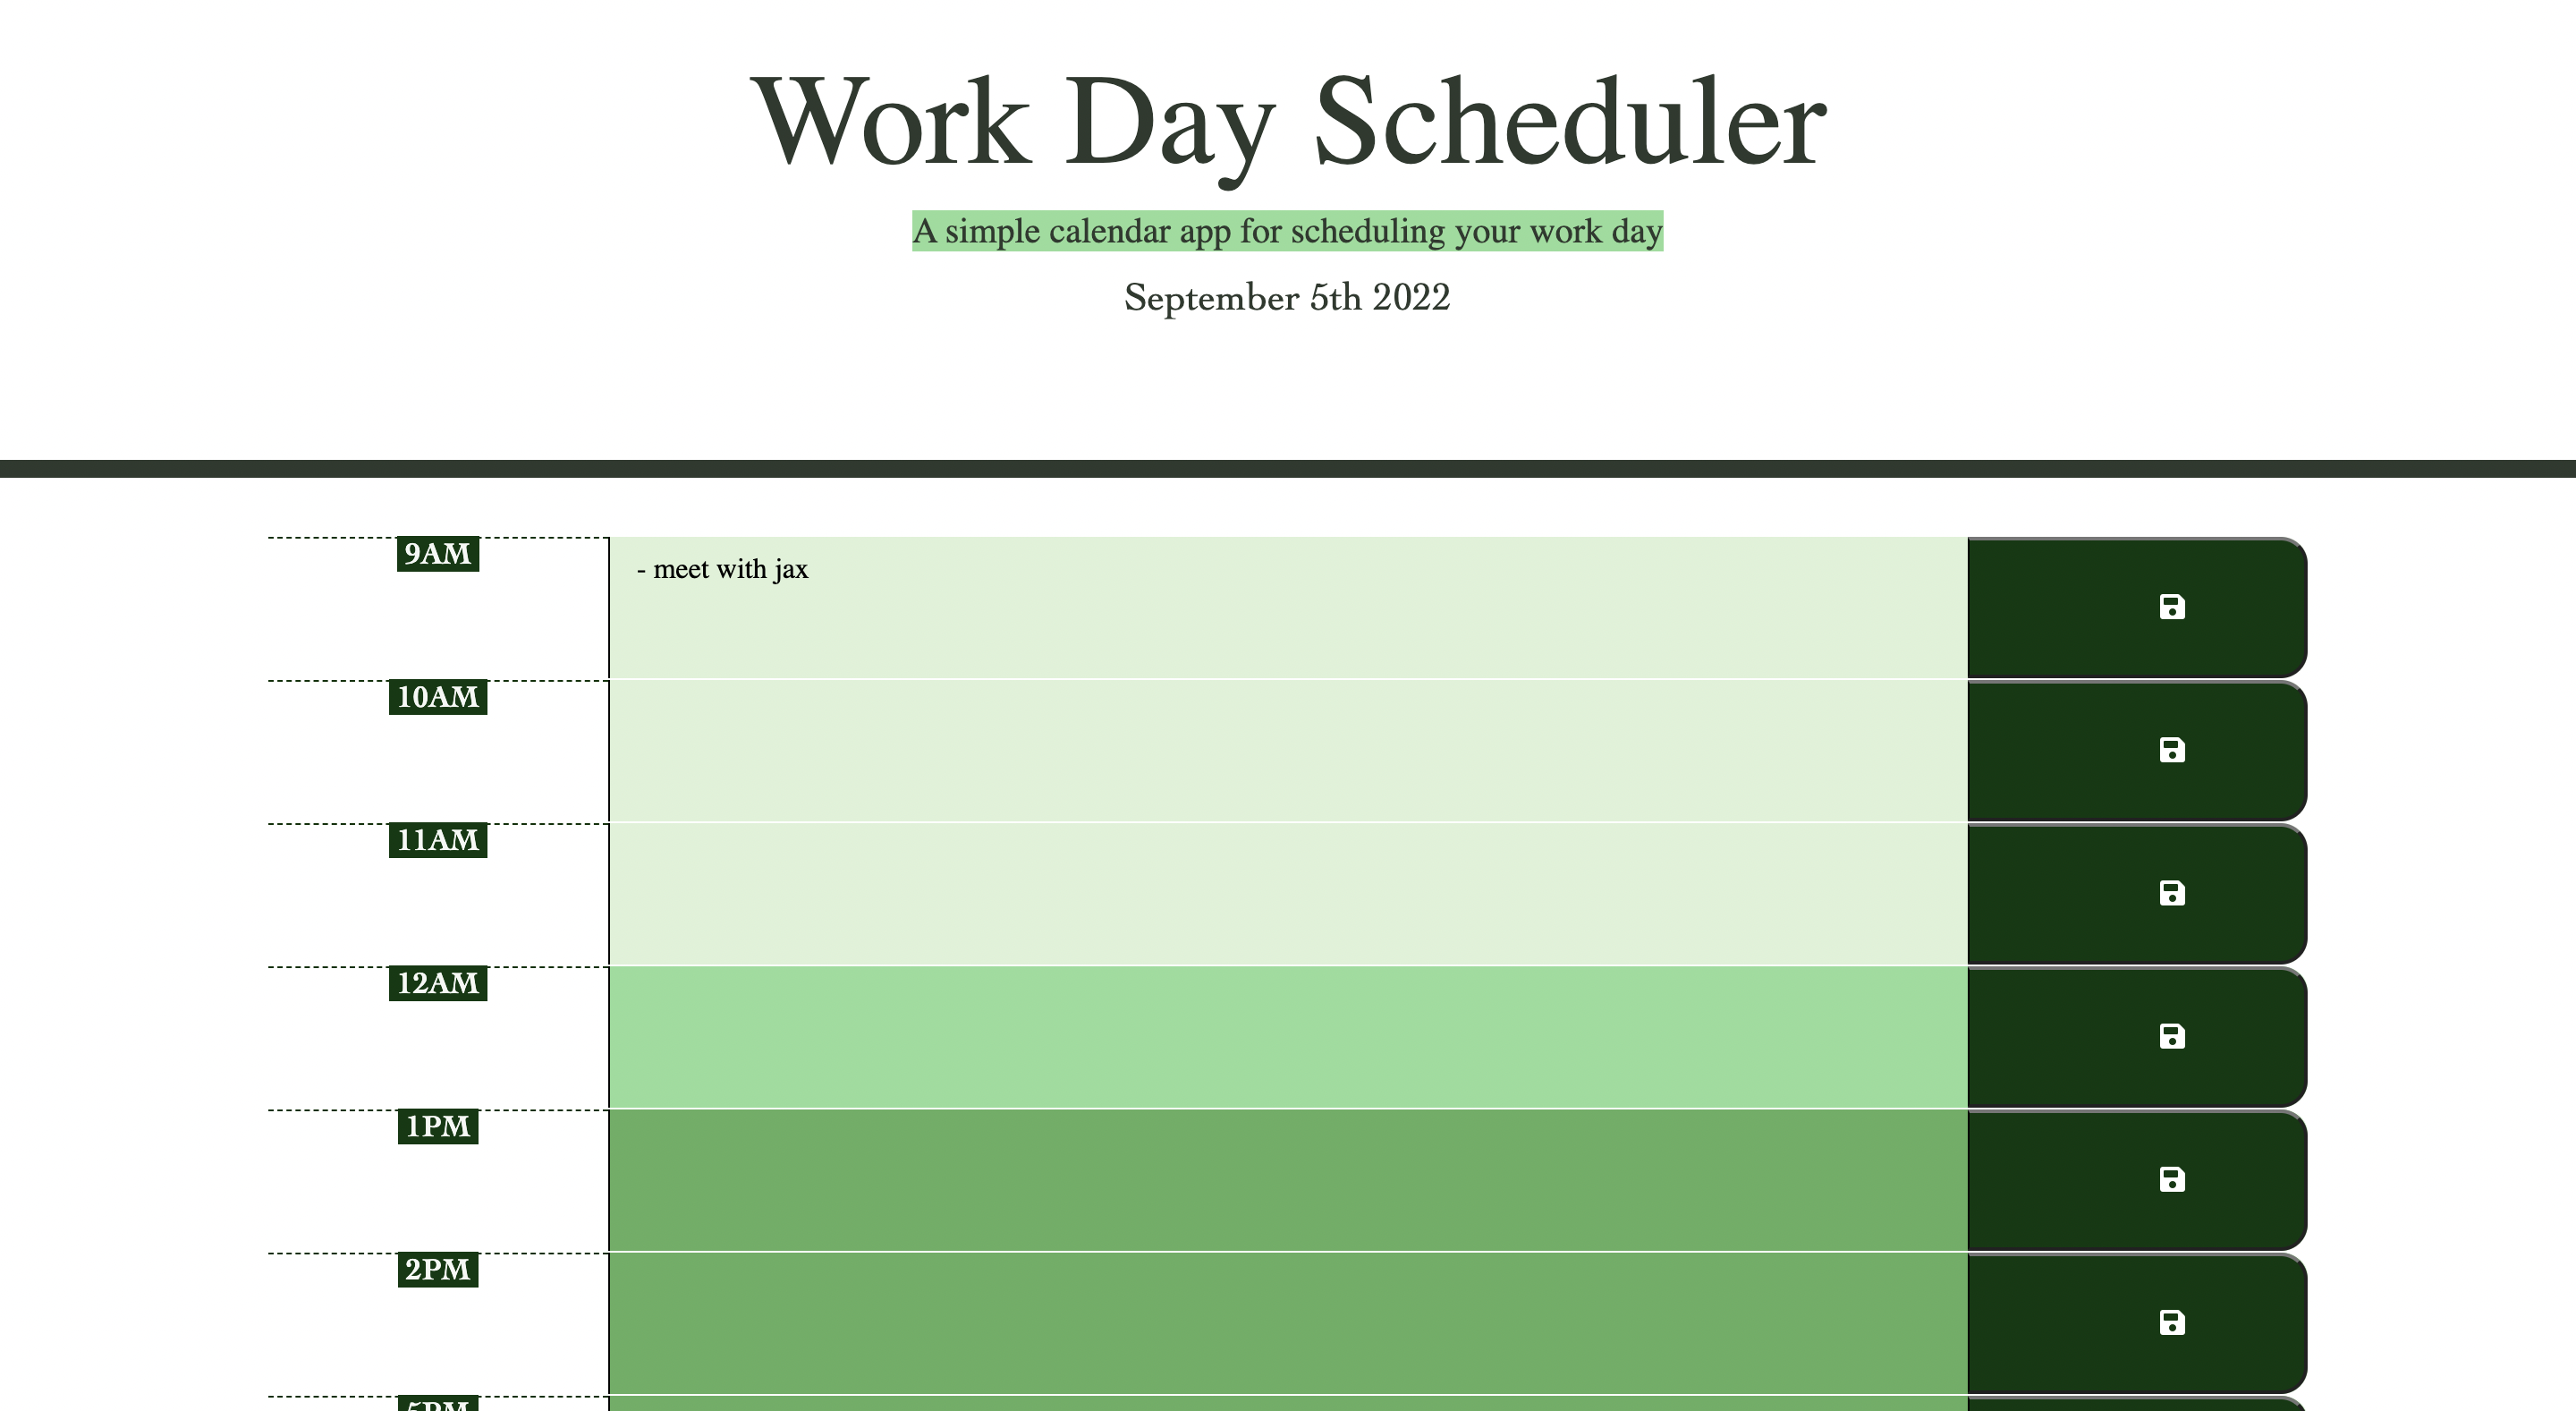 Work Day Scheduler
A simple calendar app for scheduling your work day
September 5th 2022
9AM
- meet with jax
10AM
11AM
12AM
1PM
2PM